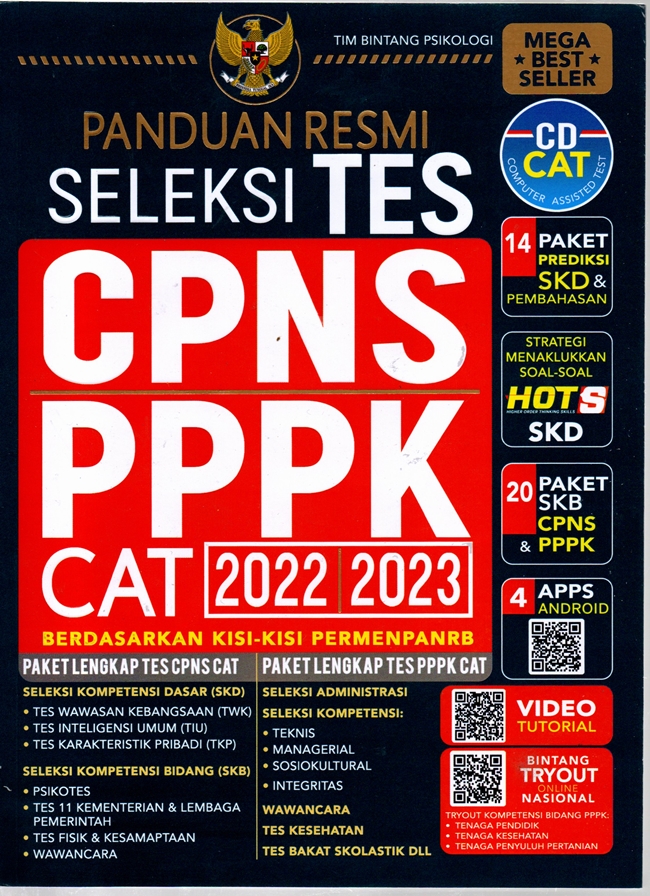 TIM BINTANG PSIKOLOGI
MEGA
BEST
SELLER
PANDUAN RESMI
SELEKSI TES
CPNS
PPPK
CAT 2022 2023
BERDASARKAN KISI-KISI PERMENPANRB
CD
CAT
COMPUTER ASSISTED TEST
14 PAKET
PREDIKSI
SKD &
PEMBAHASAN
STRATEGI
MENAKLUKKAN
SOAL-SOAL
HOTS
HIGHER ORDER THINKING SKILLS
SKD
20 PAKET
SKB
CPNS
& PPPK
4 APPS
ANDROID
PAKET LENGKAP TES CPNS CAT
SELEKSI KOMPETENSI DASAR (SKD)
• TES WAWASAN KEBANGSAAN (TWK)
• TES INTELIGENSI UMUM (TIU)
• TES KARAKTERISTIK PRIBADI (TKP)
SELEKSI KOMPETENSI BIDANG (SKB)
• PSIKOTES
• TES 11 KEMENTERIAN & LEMBAGA
PEMERINTAH
• TES FISIK & KESAMAPTAAN
• WAWANCARA
PAKET LENGKAP TES PPPK CAT
SELEKSI ADMINISTRASI
SELEKSI KOMPETENSI:
• TEKNIS
• MANAGERIAL
• SOSIOKULTURAL
• INTEGRITAS
WAWANCARA
TES KESEHATAN
TES BAKAT SKOLASTIK DLL
VIDEO
TUTORIAL
BINTANG
TRYOUT
ONLINE
NASIONAL
TRYOUT KOMPETENSI BIDANG PPPK:
• TENAGA PENDIDIK
• TENAGA KESEHATAN
• TENAGA PENYULUH PERTANIAN